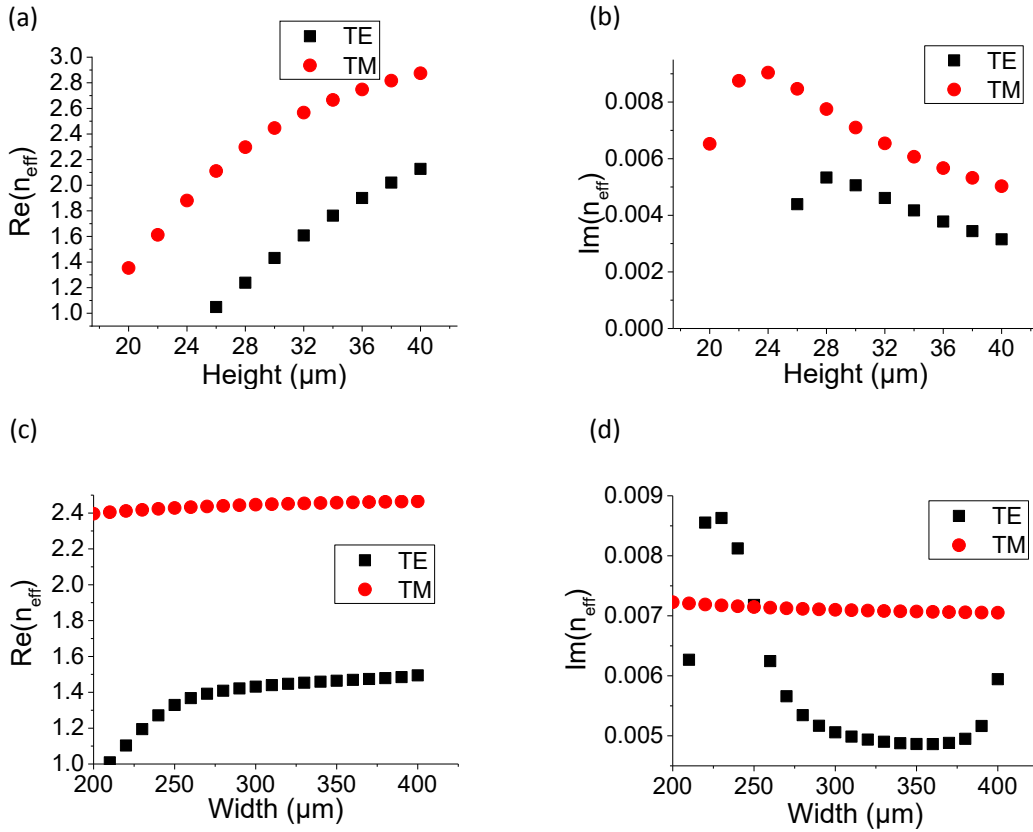 (a)
TE
TM
3.0
2.8
2.6
2.4
2.2
2.0
1.8
1.6
1.4
1.2
1.0
Re(neff)
20 24 28 32 36 40
Height (µm)
(b)
TE
TM
0.008
0.006
0.004
0.002
0.000
Im(neff)
20 24 28 32 36 40
Height (µm)
(c)
2.4
2.2
2.0
1.8
1.6
1.4
1.2
1.0
Re(neff)
TE
TM
200 250 300 350 400
Width (µm)
(d)
0.009
0.008
0.007
0.006
0.005
Im(neff)
TE
TM
200 250 300 350 400
Width (µm)